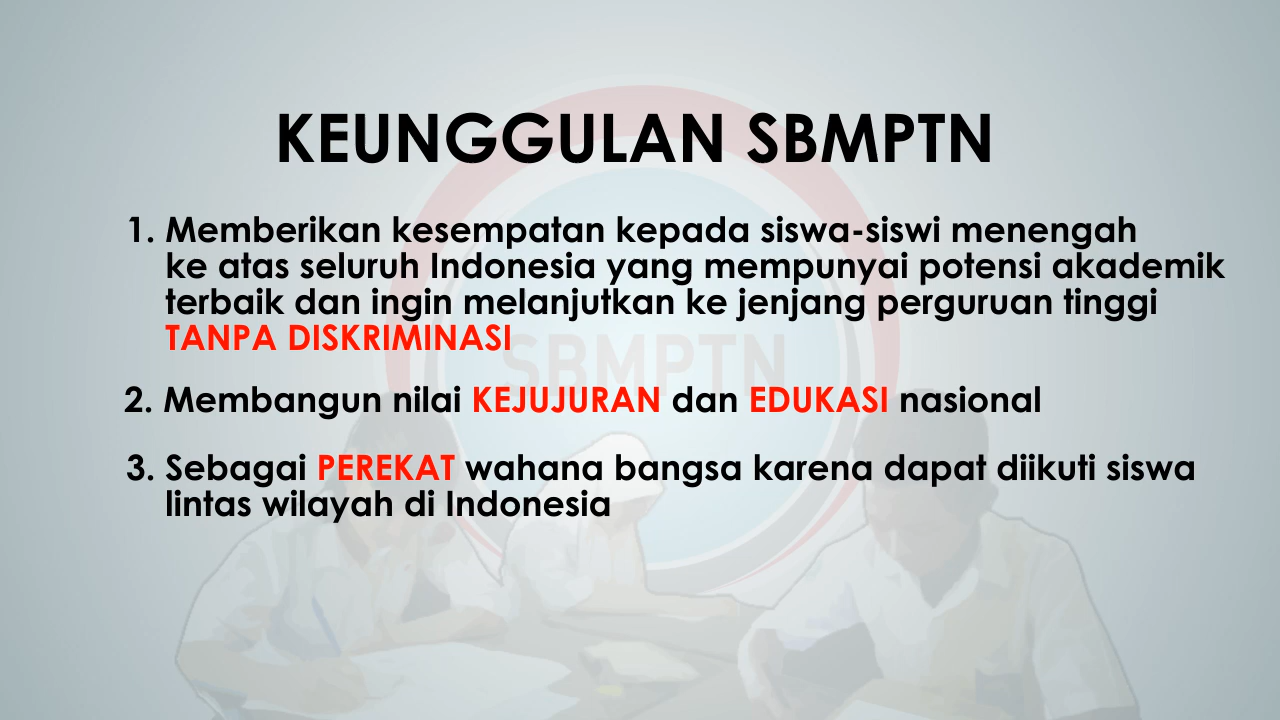 KEUNGGULAN SBMPTN
1. Memberikan kesempatan kepada siswa-siswi menengah
ke atas seluruh Indonesia yang mempunyai potensi akademik
terbaik dan ingin melanjutkan ke jenjang perguruan tinggi
TANPA DISKRIMINASI
SBMPTN
2. Membangun nilai KEJUJURAN dan EDUKASI nasional
3. Sebagai PEREKAT wahana bangsa karena dapat diikuti siswa
lintas wilayah di Indonesia